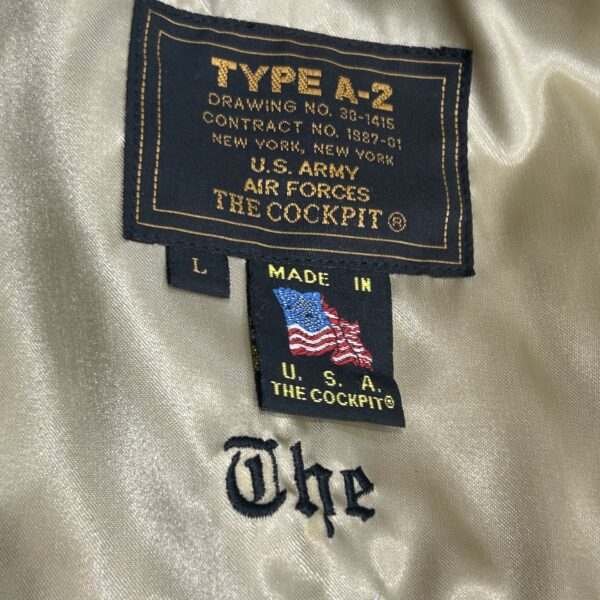 TYPE A-2
DRAWING NO. 30-1415
CONTRACT NO. 1987-01
NEW YORK, NEW YORK
U.S. ARMY
AIR FORCES
THE COCKPIT®
L
MADE IN
U. S. A.
THE COCKPIT®
The